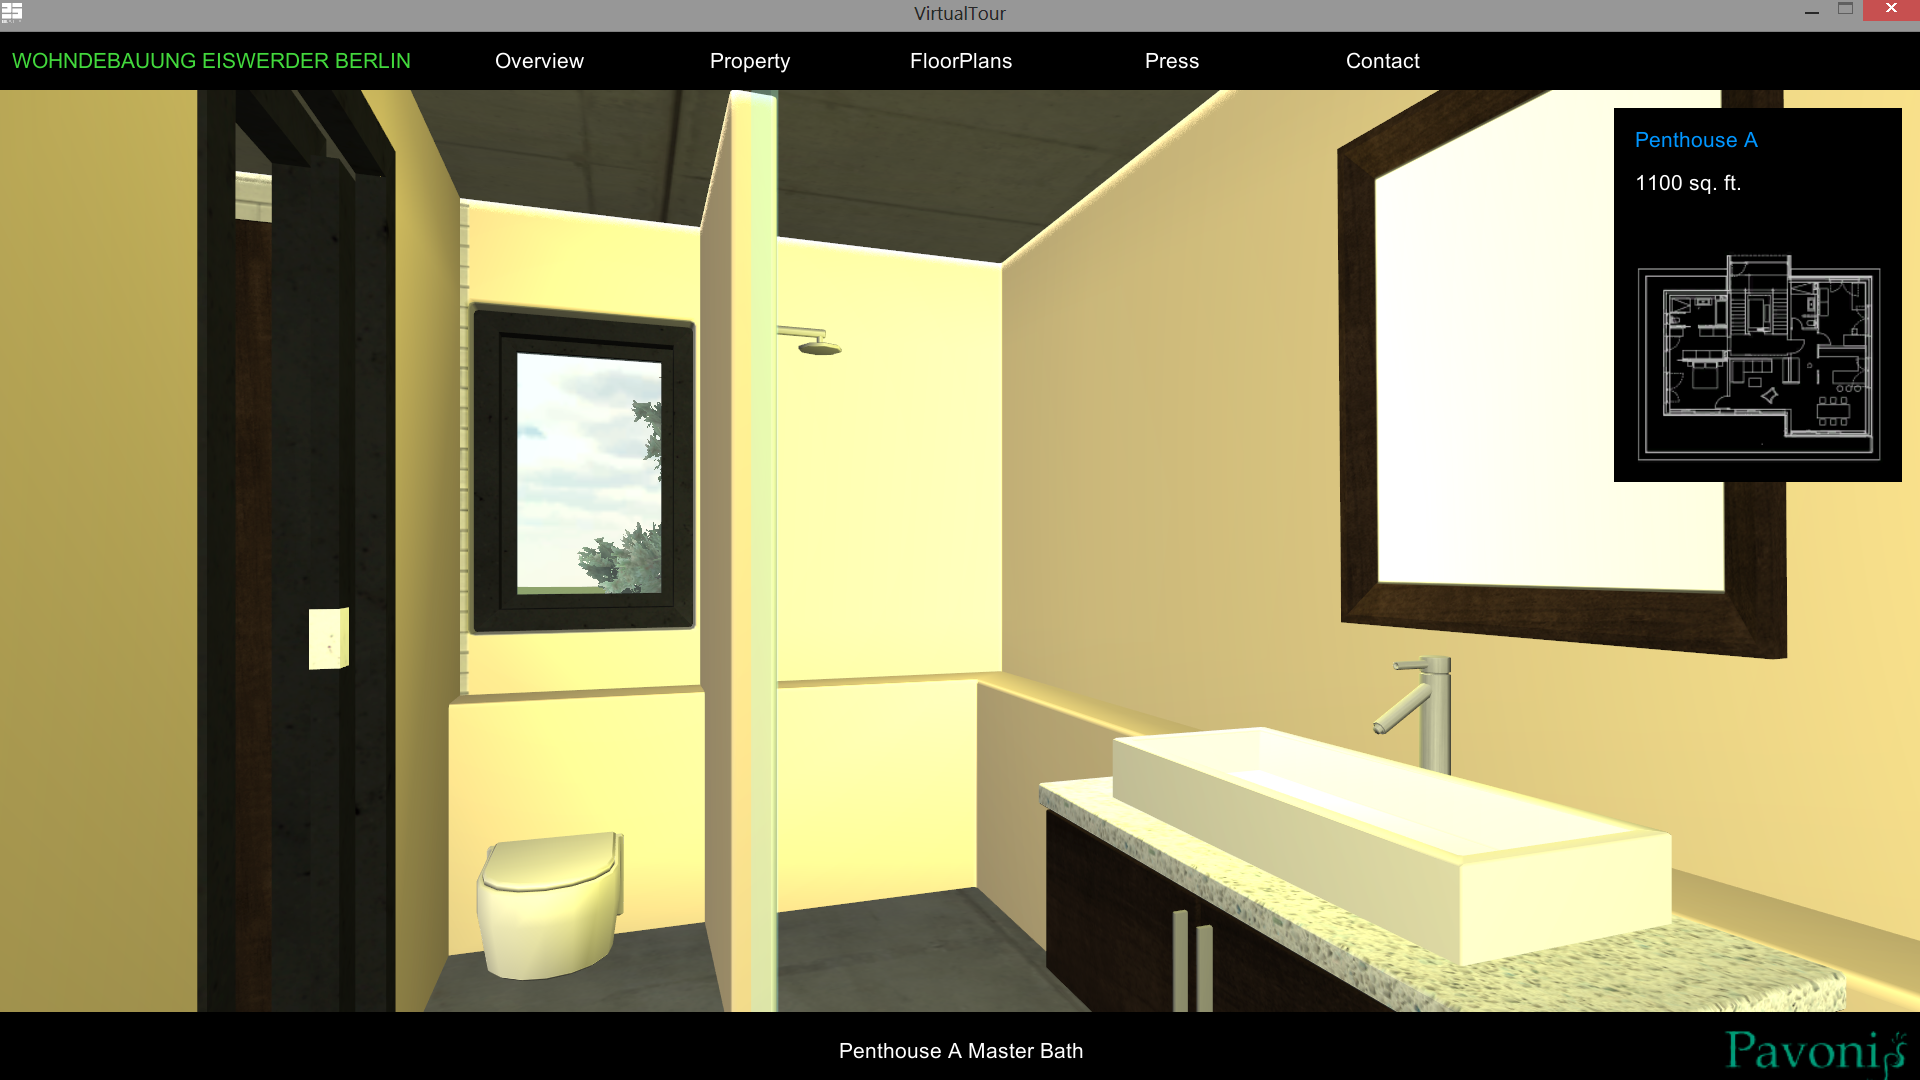 VirtualTour
WOHNDEBAUUNG EISWERDER BERLIN Overview Property FloorPlans Press Contact
Penthouse A
1100 sq. ft.
Penthouse A Master Bath
Pavonis